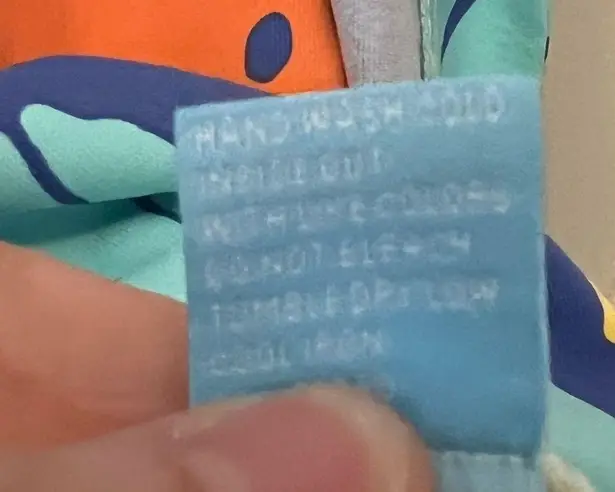 HAND WASH COLD
INSIDE OUT
WITH LIKE COLORS
DO NOT BLEACH
TUMBLE DRY LOW
COOL IRON